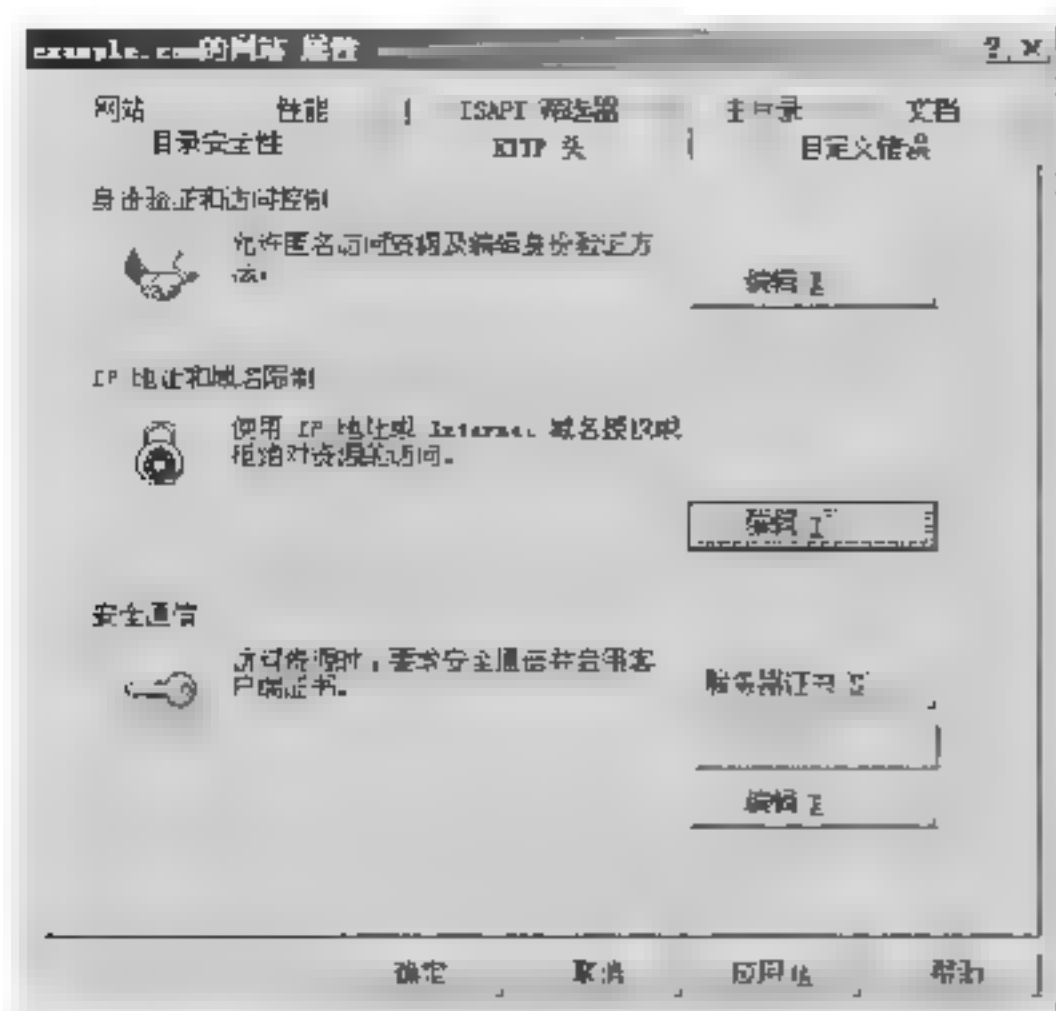 example.com的网站 属性 ? ×
网站 性能 ISAPI 筛选器 主目录 文档
目录安全性 HTTP 头 自定义错误
身份验证和访问控制
允许匿名访问资源及编辑身份验证方
法。
编辑
IP 地址和域名限制
使用 IP 地址或 Internet 域名授权或
拒绝对资源的访问。
编辑
安全通信
访问资源时，要求安全通信并启用客
户端证书。
服务器证书
编辑
确定 取消 应用 帮助